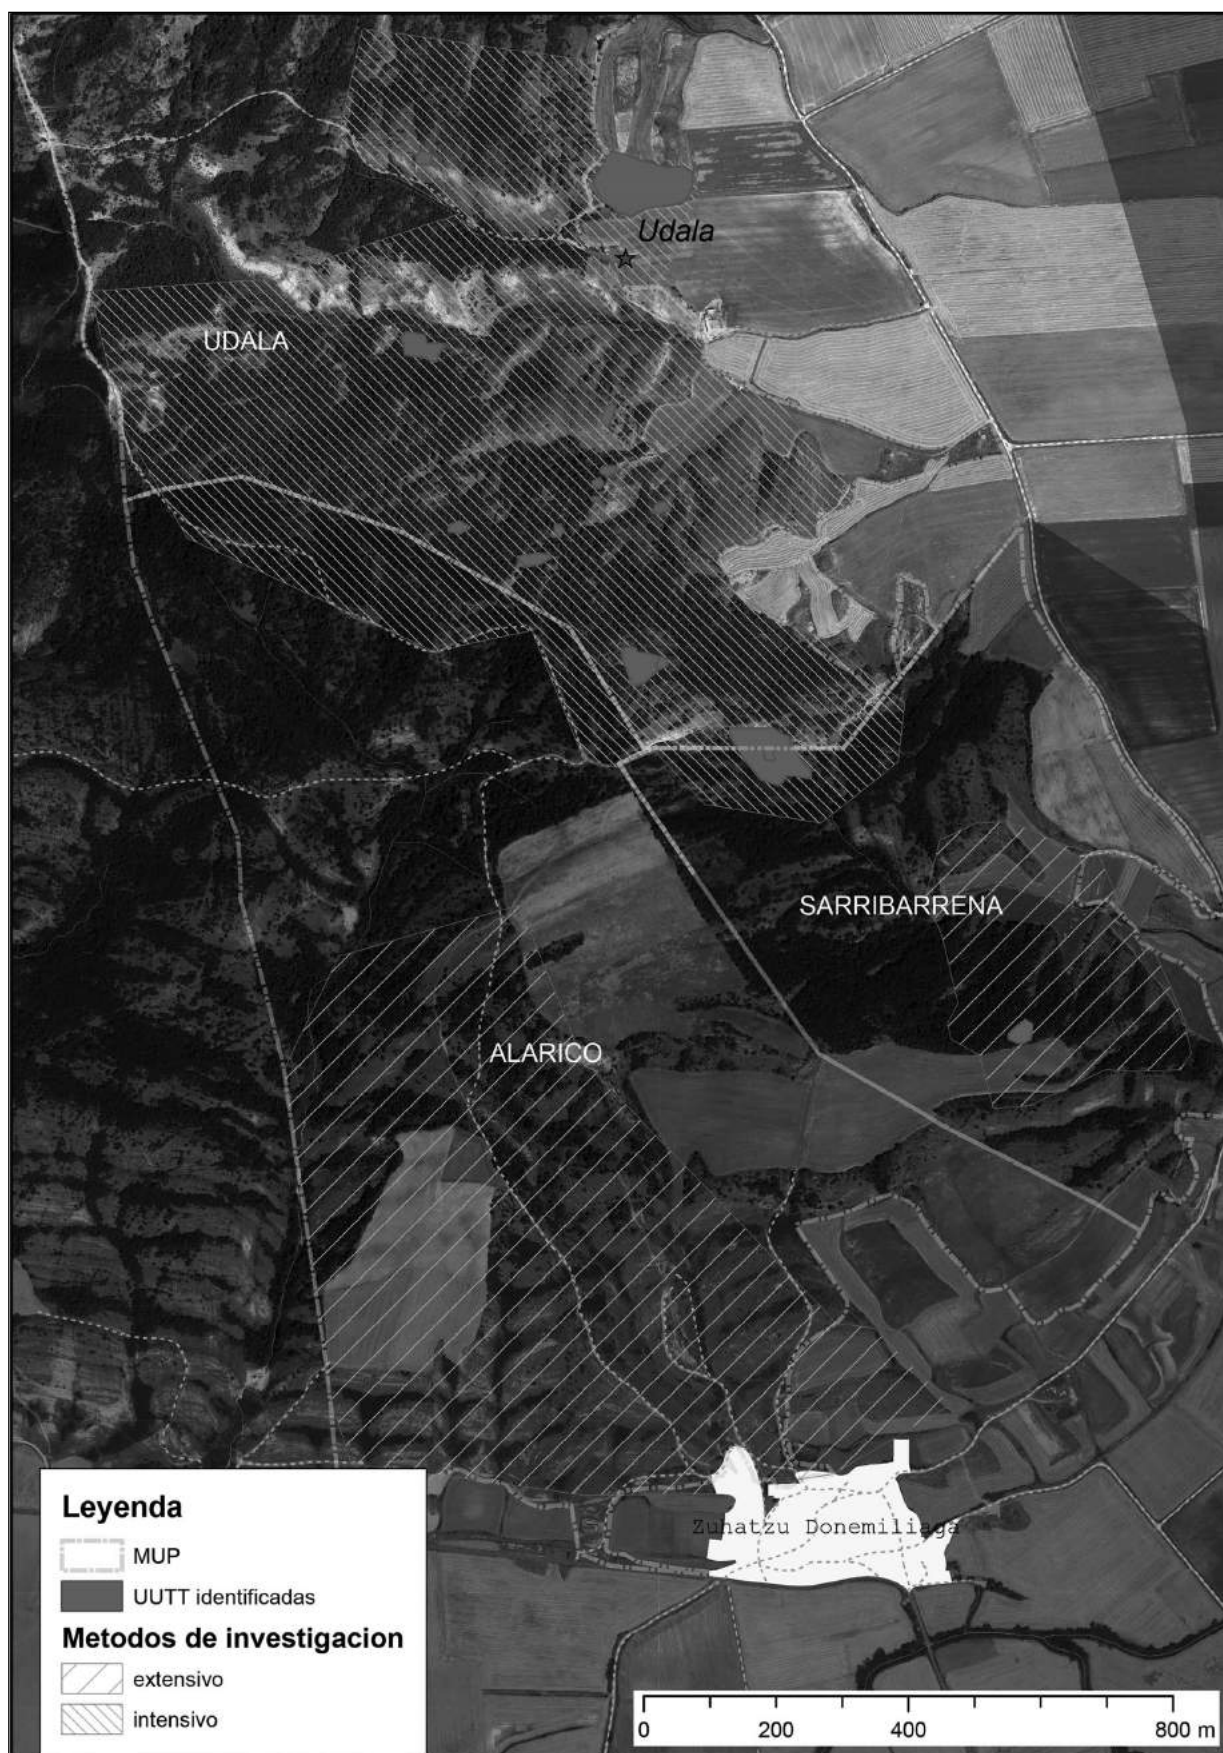 Udala
UDALA
SARRIBARRENA
ALARICO
Zuhatzu Donemiliaga
Leyenda
MUP
UUTT identificadas
Metodos de investigacion
extensivo
intensivo
0 200 400 800 m